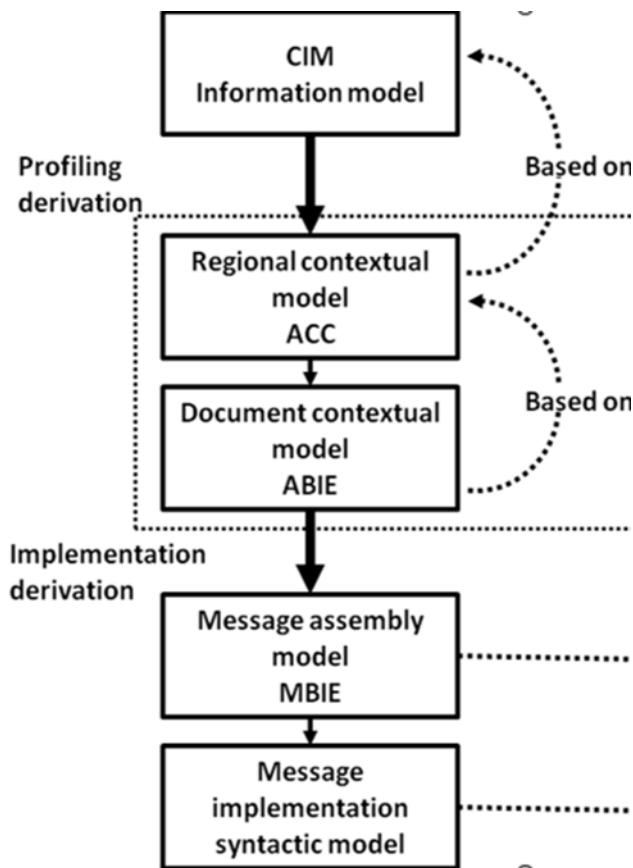 CIM
Information model
Profiling
derivation
Based on
Regional contextual
model
ACC
Document contextual
model
ABIE
Based on
Implementation
derivation
Message assembly
model
MBIE
Message
implementation
syntactic model